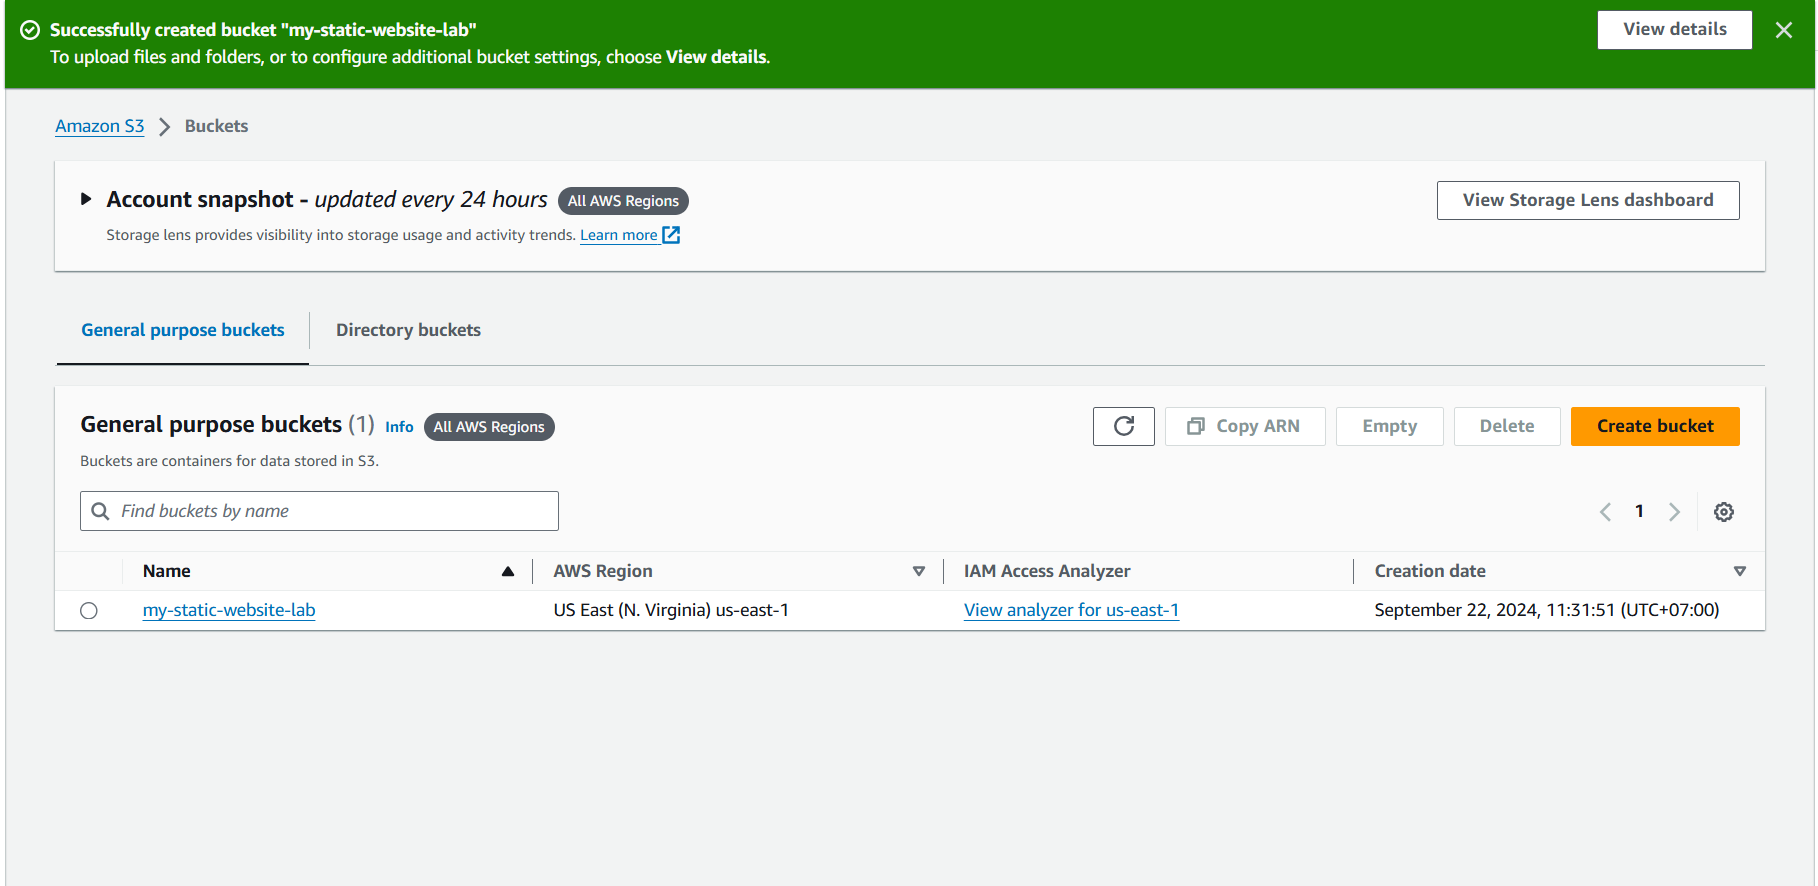 Successfully created bucket "my-static-website-lab"
To upload files and folders, or to configure additional bucket settings, choose View details.
View details
Amazon S3 Buckets
Account snapshot - updated every 24 hours All AWS Regions
Storage lens provides visibility into storage usage and activity trends. Learn more
View Storage Lens dashboard
General purpose buckets Directory buckets
General purpose buckets (1) Info All AWS Regions
Copy ARN Empty Delete Create bucket
Buckets are containers for data stored in S3.
Find buckets by name
1
Name AWS Region IAM Access Analyzer Creation date
my-static-website-lab US East (N. Virginia) us-east-1 View analyzer for us-east-1 September 22, 2024, 11:31:51 (UTC+07:00)